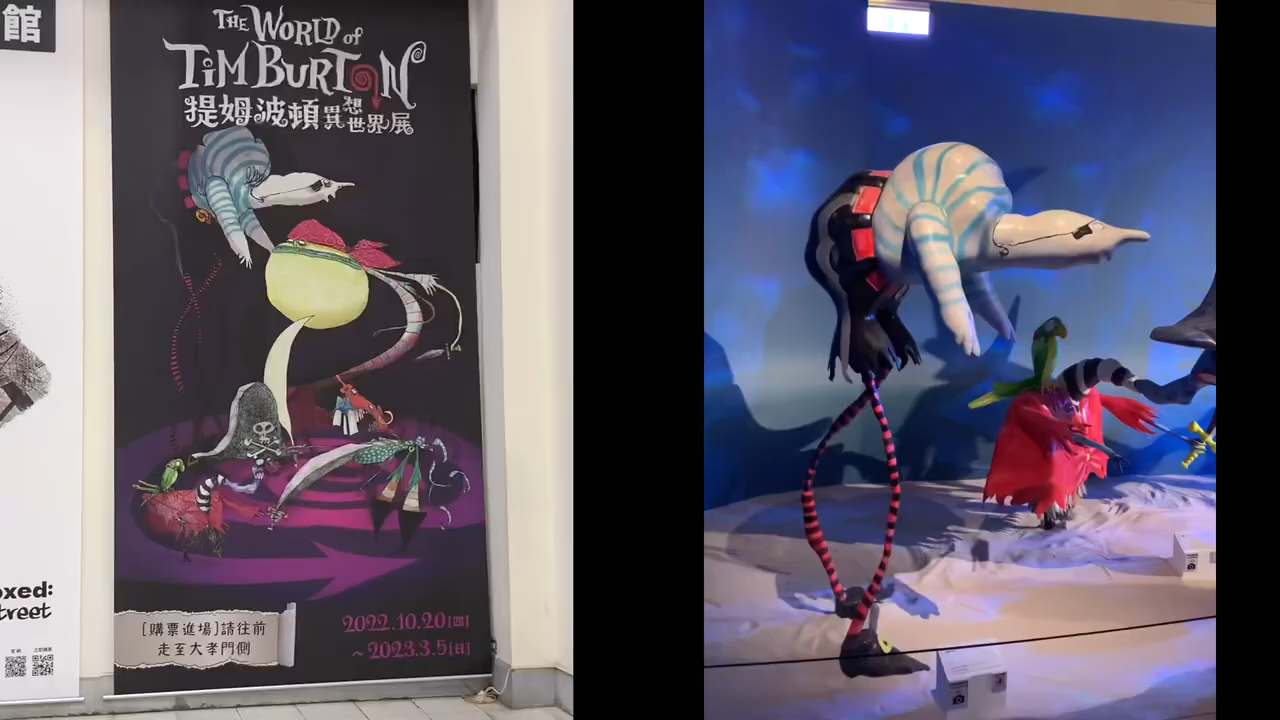 館
THE WORLD of
TIM BURTON
提姆波頓異想世界展
oxed:
treet
[購票進場]請往前
走至大孝門側
2022.10.20[四]
~2023.3.5[日]